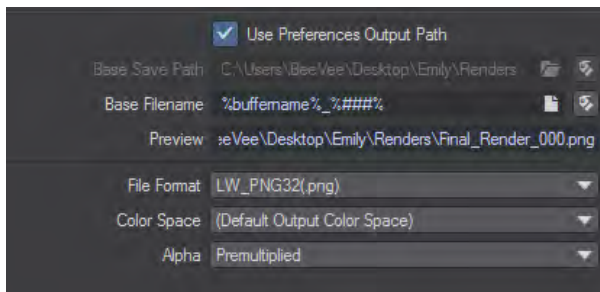 Use Preferences Output Path
Base Save Path C:\Users\BeeVee\Desktop\Emily\Renders
Base Filename %buffername%_%###%
Preview eeVee\Desktop\Emily\Renders\Final_Render_000.png
File Format LW_PNG32(.png)
Color Space (Default Output Color Space)
Alpha Premultiplied